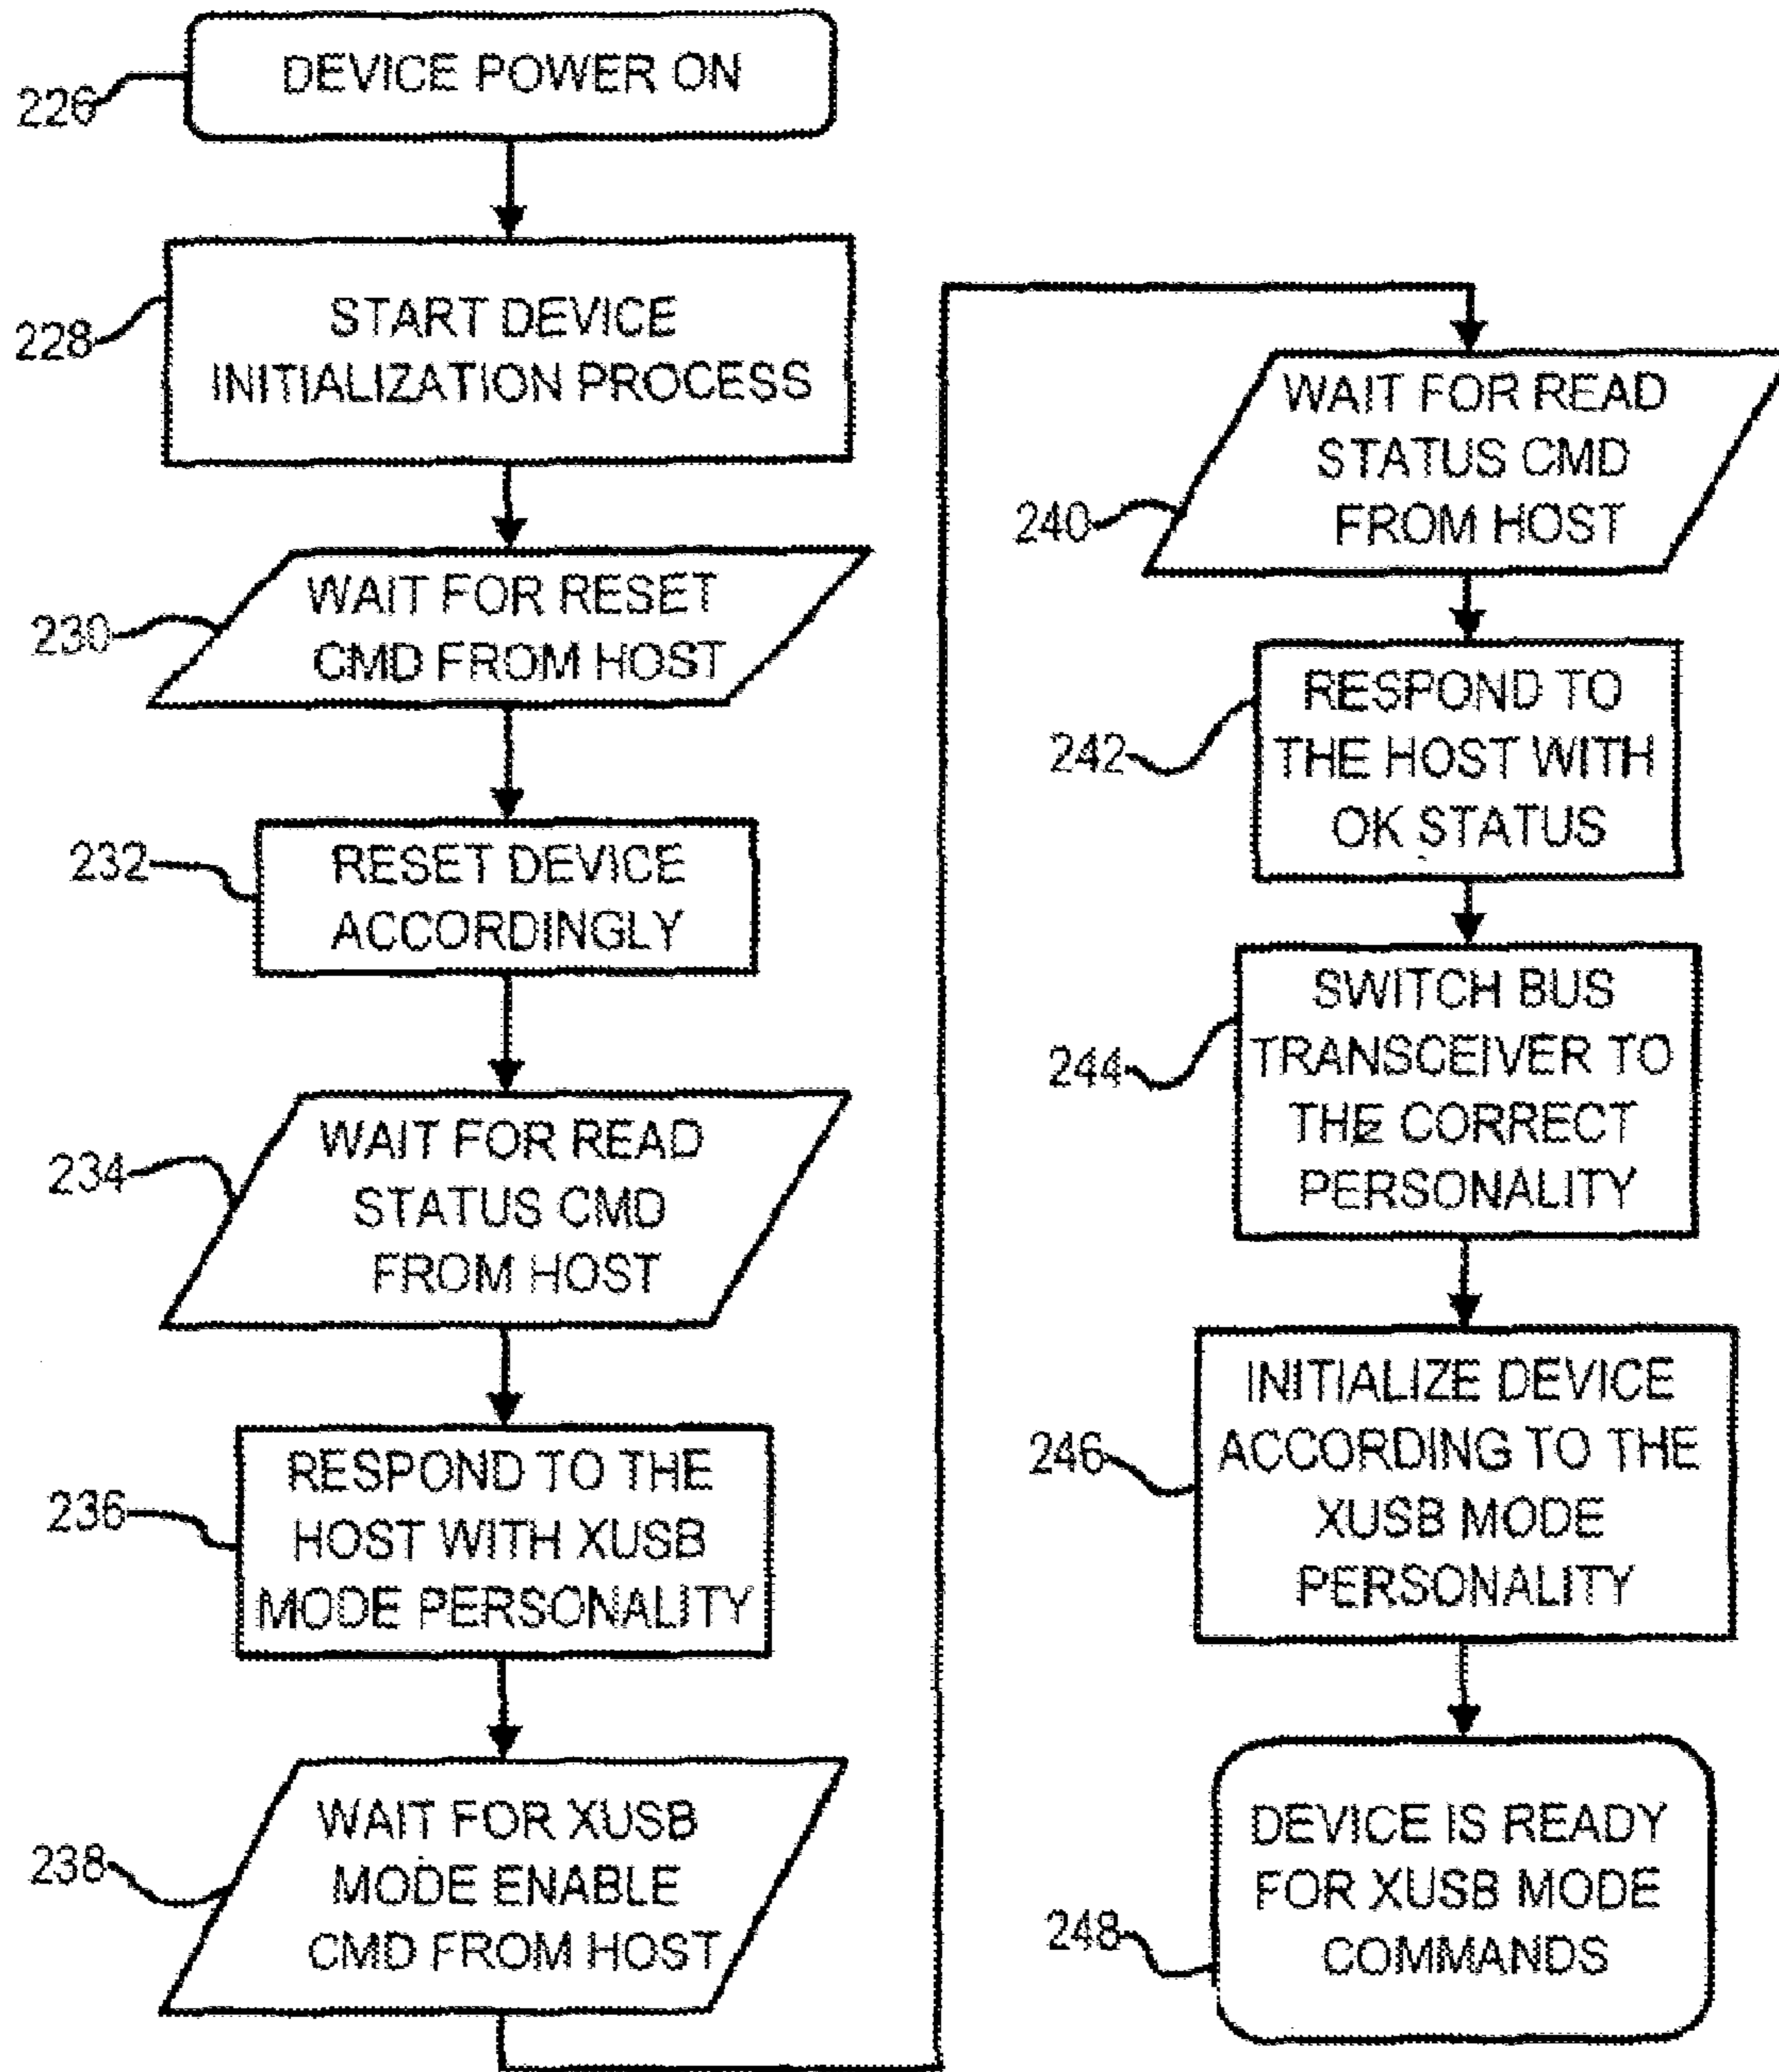 226
DEVICE POWER ON
228
START DEVICE
INITIALIZATION PROCESS
230
WAIT FOR RESET
CMD FROM HOST
232
RESET DEVICE
ACCORDINGLY
234
WAIT FOR READ
STATUS CMD
FROM HOST
236
RESPOND TO THE
HOST WITH XUSB
MODE PERSONALITY
238
WAIT FOR XUSB
MODE ENABLE
CMD FROM HOST
240
WAIT FOR READ
STATUS CMD
FROM HOST
242
RESPOND TO
THE HOST WITH
OK STATUS
244
SWITCH BUS
TRANSCEIVER TO
THE CORRECT
PERSONALITY
246
INITIALIZE DEVICE
ACCORDING TO THE
XUSB MODE
PERSONALITY
248
DEVICE IS READY
FOR XUSB MODE
COMMANDS